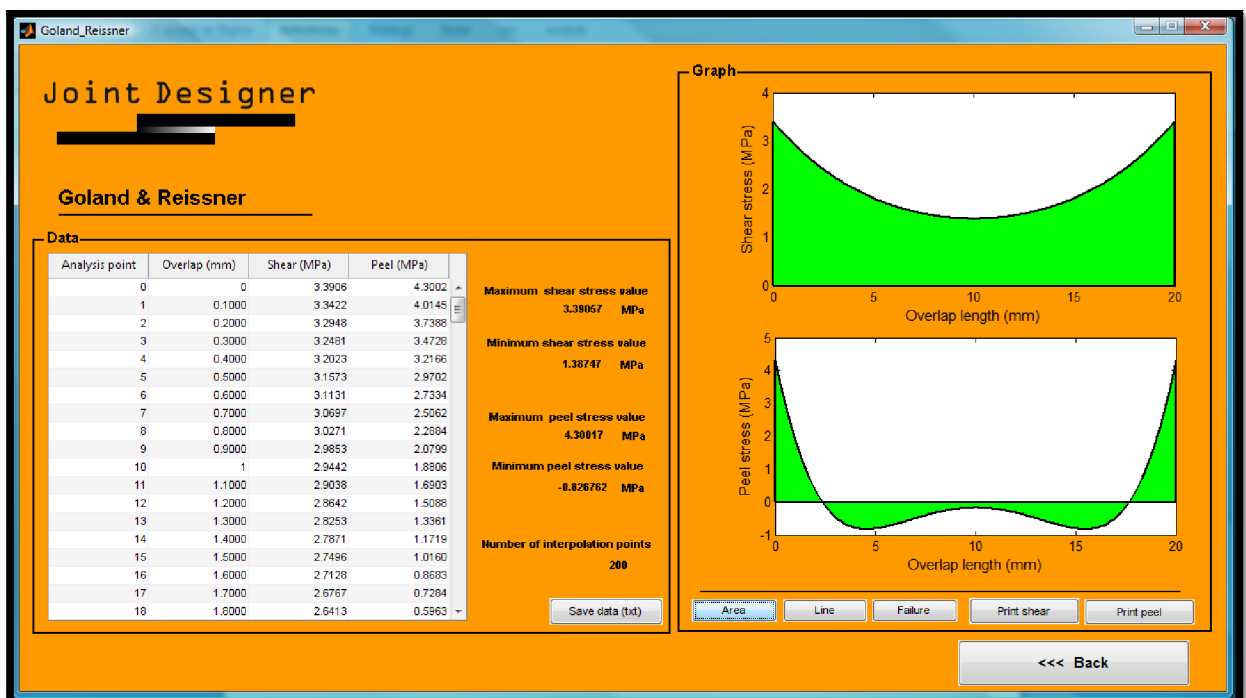 Goland_Reissner
Joint Designer
Goland & Reissner
Data
Analysis point Overlap (mm) Shear (MPa) Peel (MPa)
0 0 3.3906 4.3002
1 0.1000 3.3422 4.0145
2 0.2000 3.2948 3.7388
3 0.3000 3.2481 3.4728
4 0.4000 3.2023 3.2166
5 0.5000 3.1573 2.9702
6 0.6000 3.1131 2.7334
7 0.7000 3.0697 2.5062
8 0.8000 3.0271 2.2884
9 0.9000 2.9853 2.0799
10 1 2.9442 1.8806
11 1.1000 2.9038 1.6903
12 1.2000 2.8642 1.5088
13 1.3000 2.8253 1.3361
14 1.4000 2.7871 1.1719
15 1.5000 2.7496 1.0160
16 1.6000 2.7128 0.8683
17 1.7000 2.6767 0.7284
18 1.8000 2.6413 0.5963
Maximum shear stress value
3.39057 MPa
Minimum shear stress value
1.38747 MPa
Maximum peel stress value
4.30017 MPa
Minimum peel stress value
-0.826762 MPa
Number of interpolation points
200
Save data (txt)
Graph
Shear stress (MPa)
4
3
2
1
0
0 5 10 15 20
Overlap length (mm)
Peel stress (MPa)
5
4
3
2
1
0
-1
0 5 10 15 20
Overlap length (mm)
Area Line Failure Print shear Print peel
<<< Back